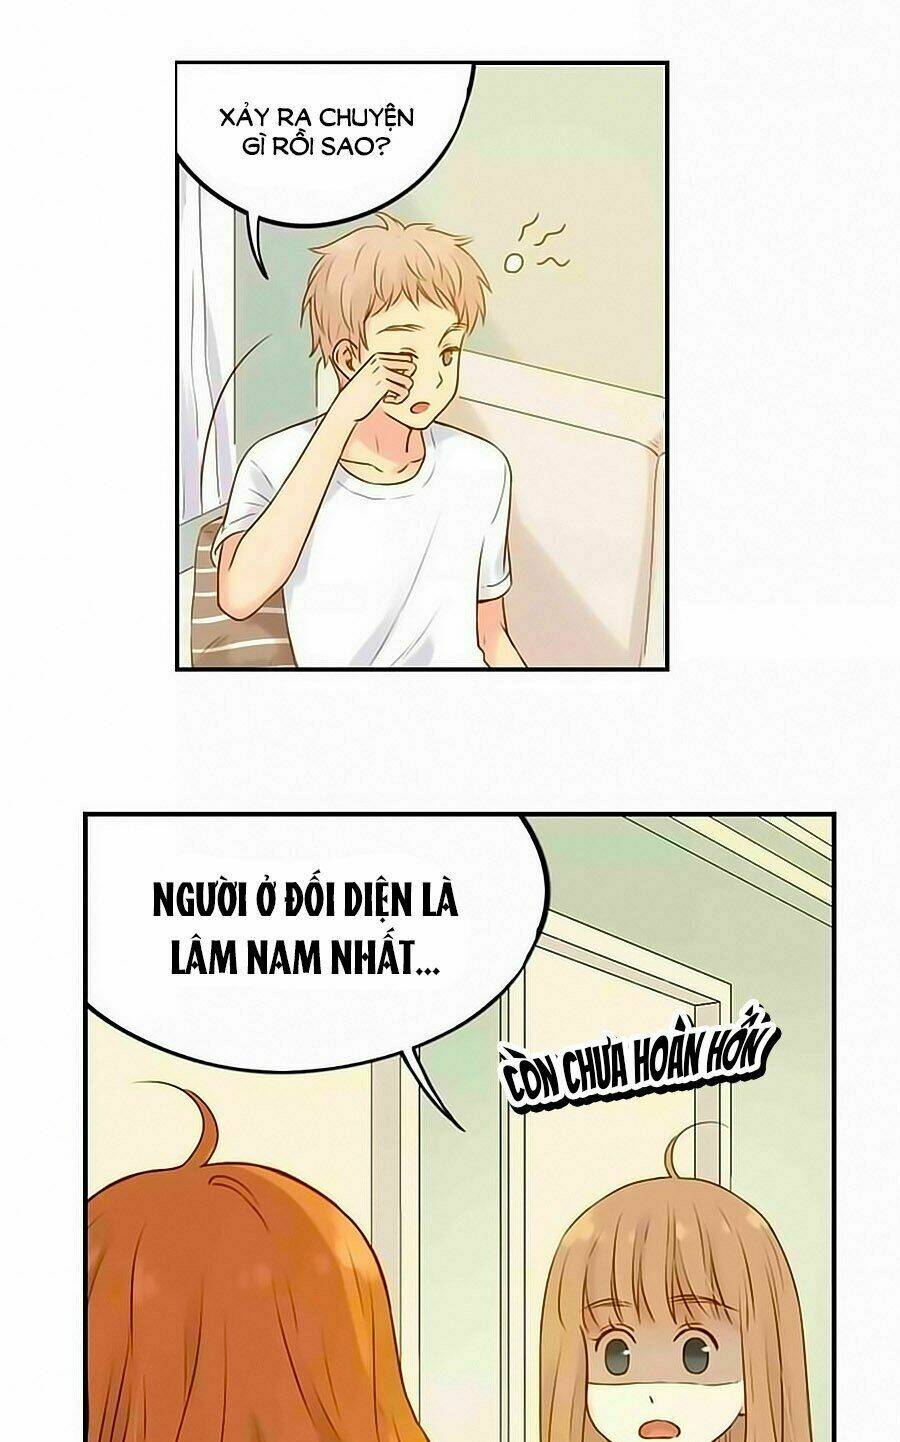 XẢY RA CHUYỆN
GÌ RỒI SAO?
NGƯỜI Ở ĐỐI DIỆN LÀ
LÂM NAM NHẤT...
CÒN CHƯA HOÀN HỒN